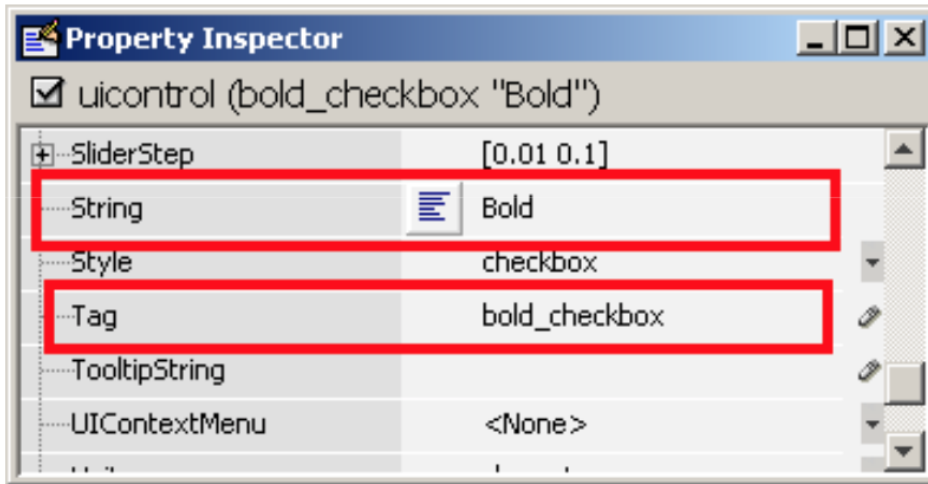 Property Inspector
uicontrol (bold_checkbox "Bold")
SliderStep [0.01 0.1]
String Bold
Style checkbox
Tag bold_checkbox
TooltipString
UIContextMenu <None>